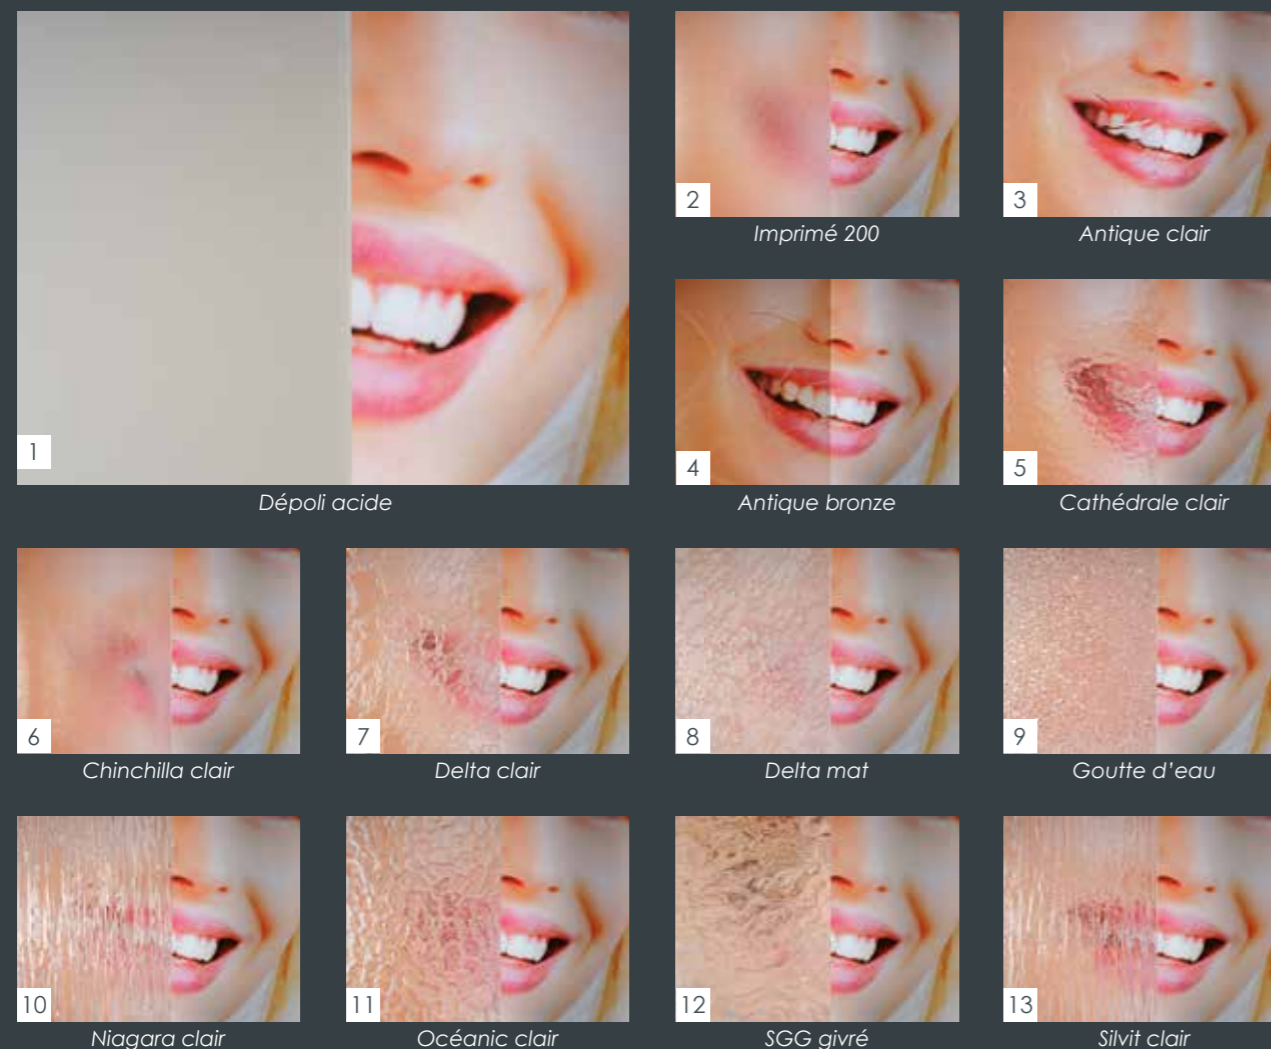 1
Dépoli acide
2
Imprimé 200
3
Antique clair
4
Antique bronze
5
Cathédrale clair
6
Chinchilla clair
7
Delta clair
8
Delta mat
9
Goutte d'eau
10
Niagara clair
11
Océanic clair
12
SGG givré
13
Silvit clair